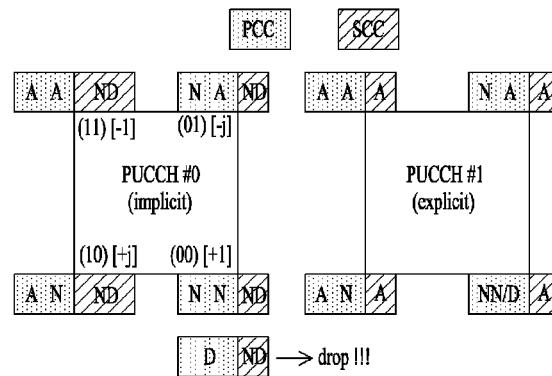 PCC SCC
A A ND N A ND A A A N A A
(11) [-1] (01) [-j]
PUCCH #0 PUCCH #1
(implicit) (explicit)
(10) [+j] (00) [+1]
A N ND N N ND A N A NN/D A
D ND drop !!!